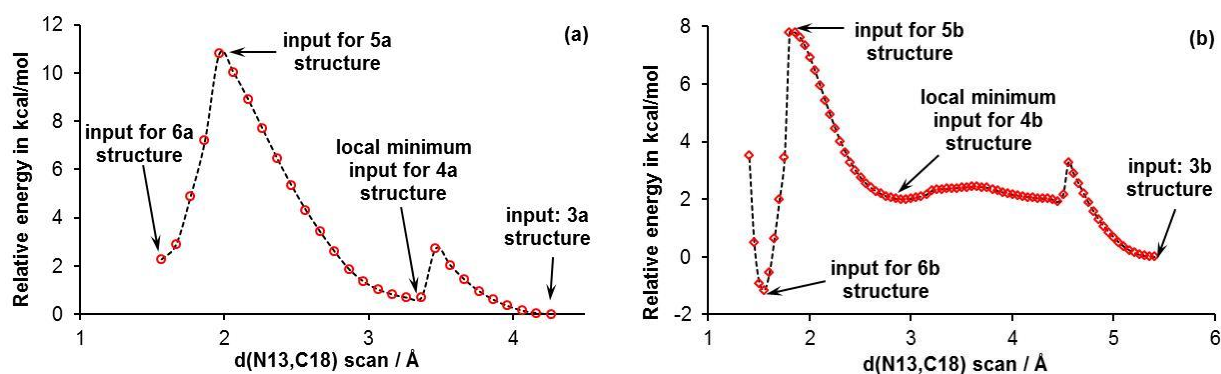 12
10
8
6
4
2
0
1
2
3
4
Relative energy in kcal/mol
d(N13,C18) scan / Å
(a)
input for 5a
structure
input for 6a
structure
local minimum
input for 4a
structure
input: 3a
structure
8
6
4
2
0
-2
1
2
3
4
5
6
Relative energy in kcal/mol
d(N13,C18) scan / Å
(b)
input for 5b
structure
local minimum
input for 4b
structure
input: 3b
structure
input for 6b
structure